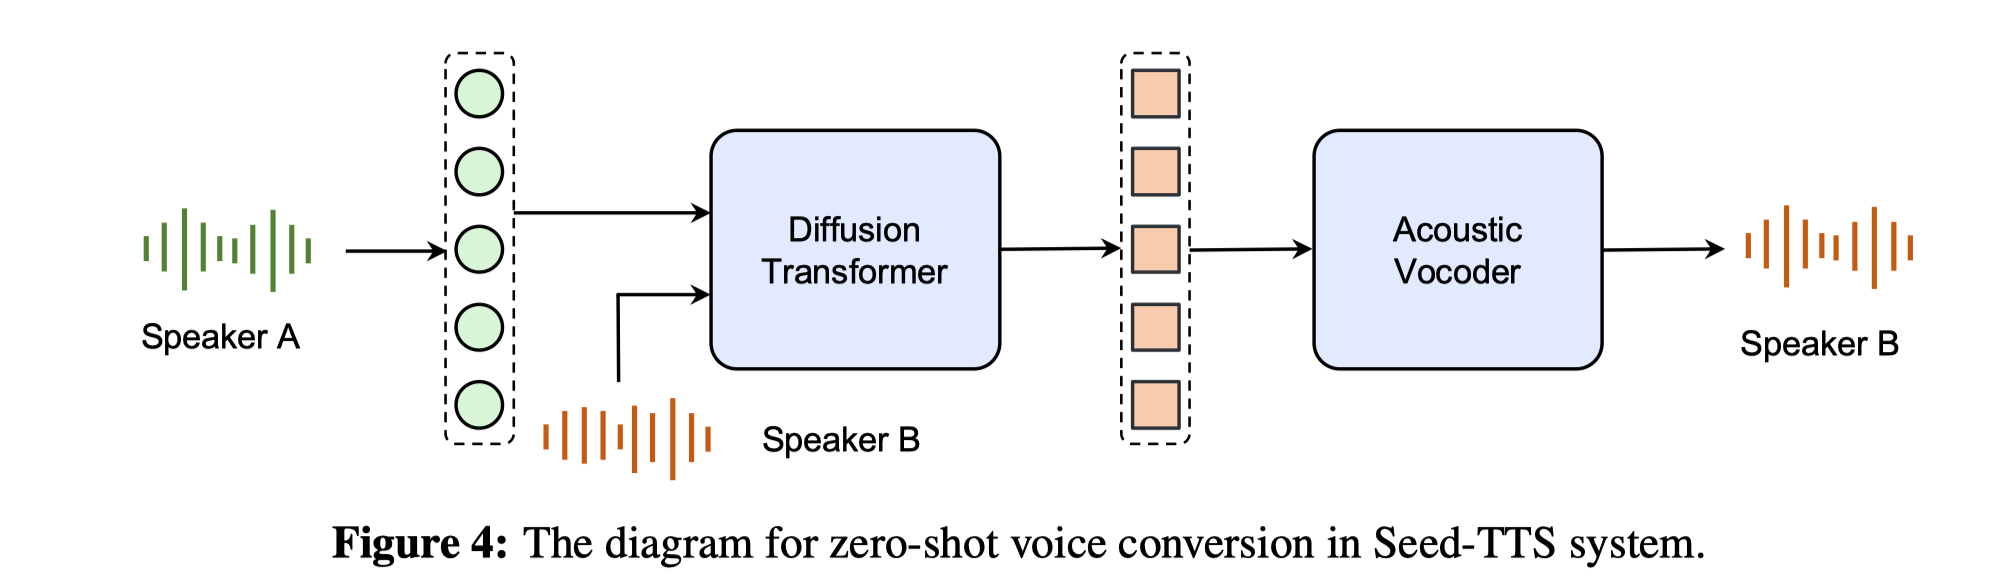 Speaker A
Diffusion
Transformer
Speaker B
Acoustic
Vocoder
Speaker B
Figure 4: The diagram for zero-shot voice conversion in Seed-TTS system.